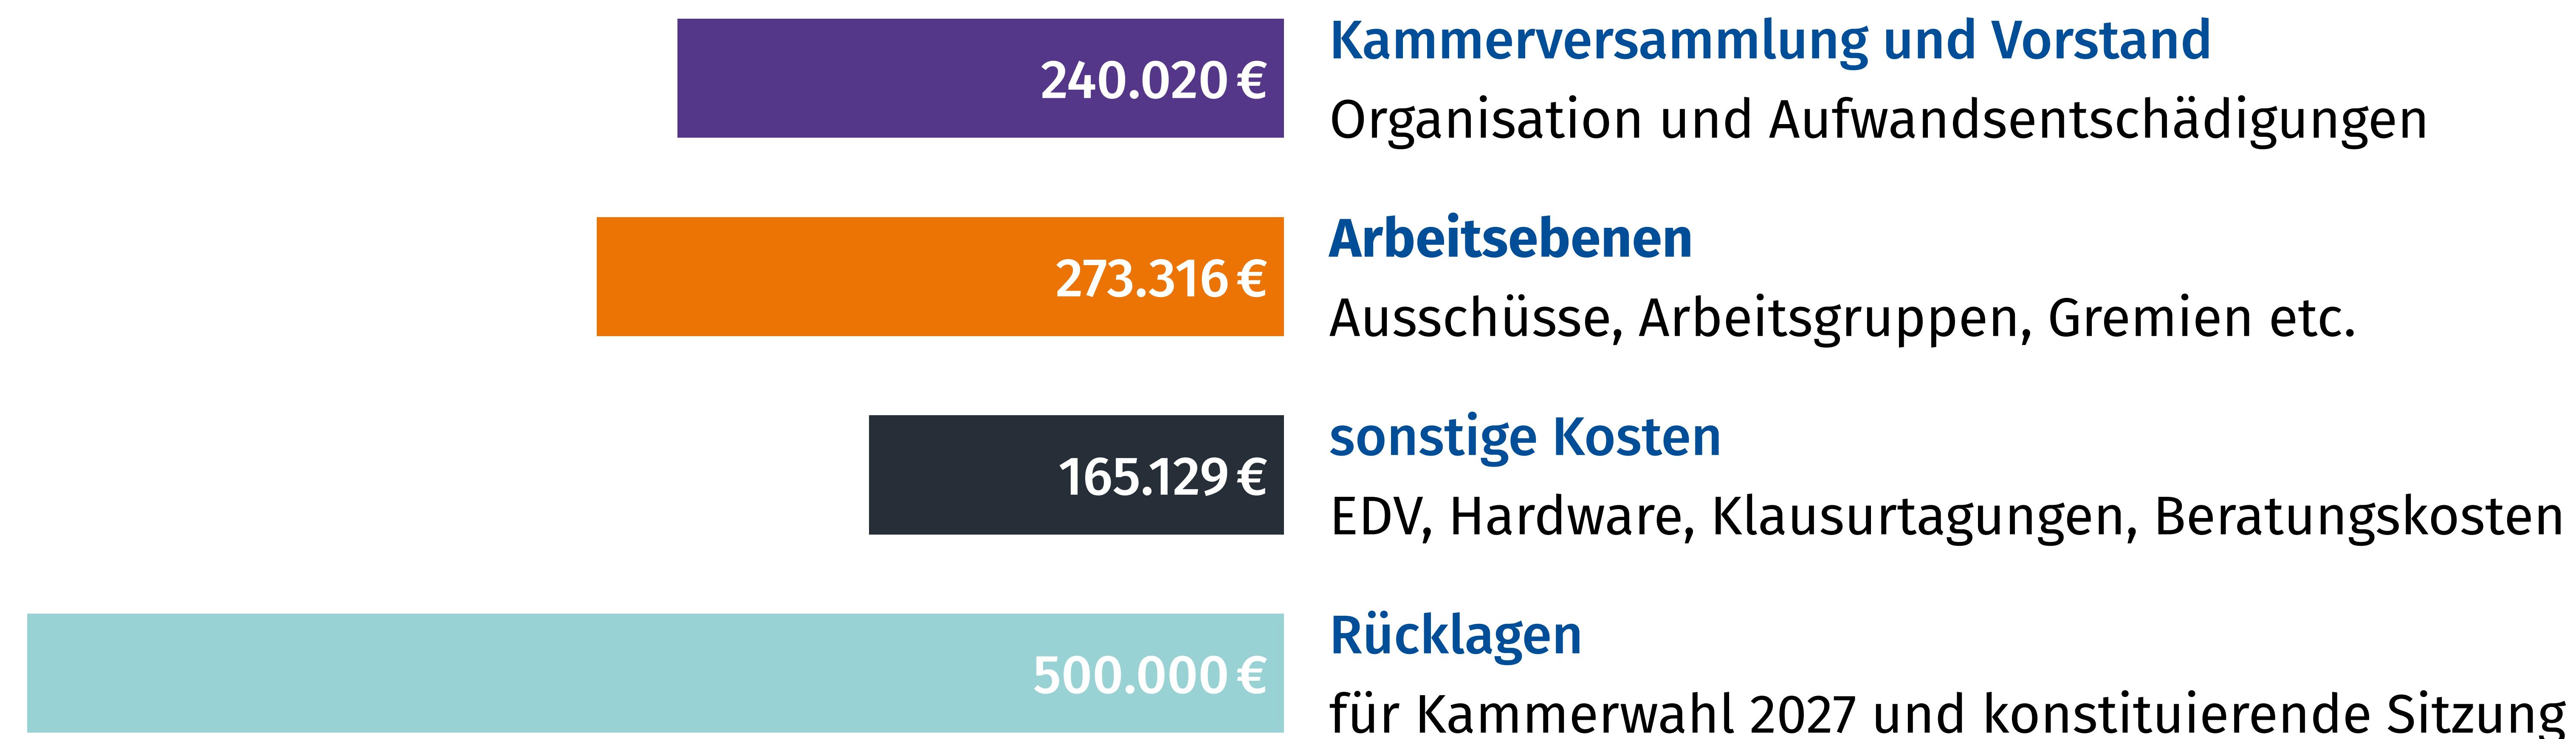 240.020 €
Kammerversammlung und Vorstand
Organisation und Aufwandsentschädigungen
273.316 €
Arbeitsebenen
Ausschüsse, Arbeitsgruppen, Gremien etc.
165.129 €
sonstige Kosten
EDV, Hardware, Klausurtagungen, Beratungskosten
500.000 €
Rücklagen
für Kammerwahl 2027 und konstituierende Sitzung